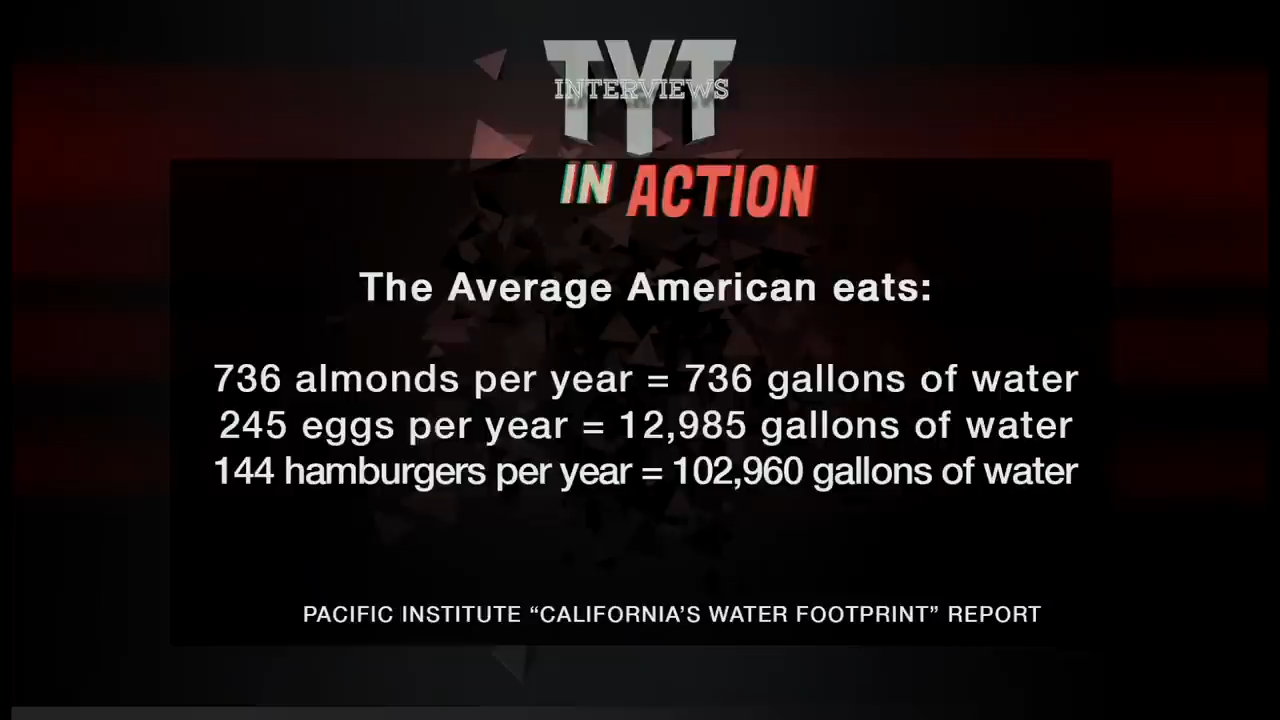 TYT
INTERVIEWS
IN ACTION
The Average American eats:
736 almonds per year = 736 gallons of water
245 eggs per year = 12,985 gallons of water
144 hamburgers per year = 102,960 gallons of water
PACIFIC INSTITUTE “CALIFORNIA’S WATER FOOTPRINT” REPORT